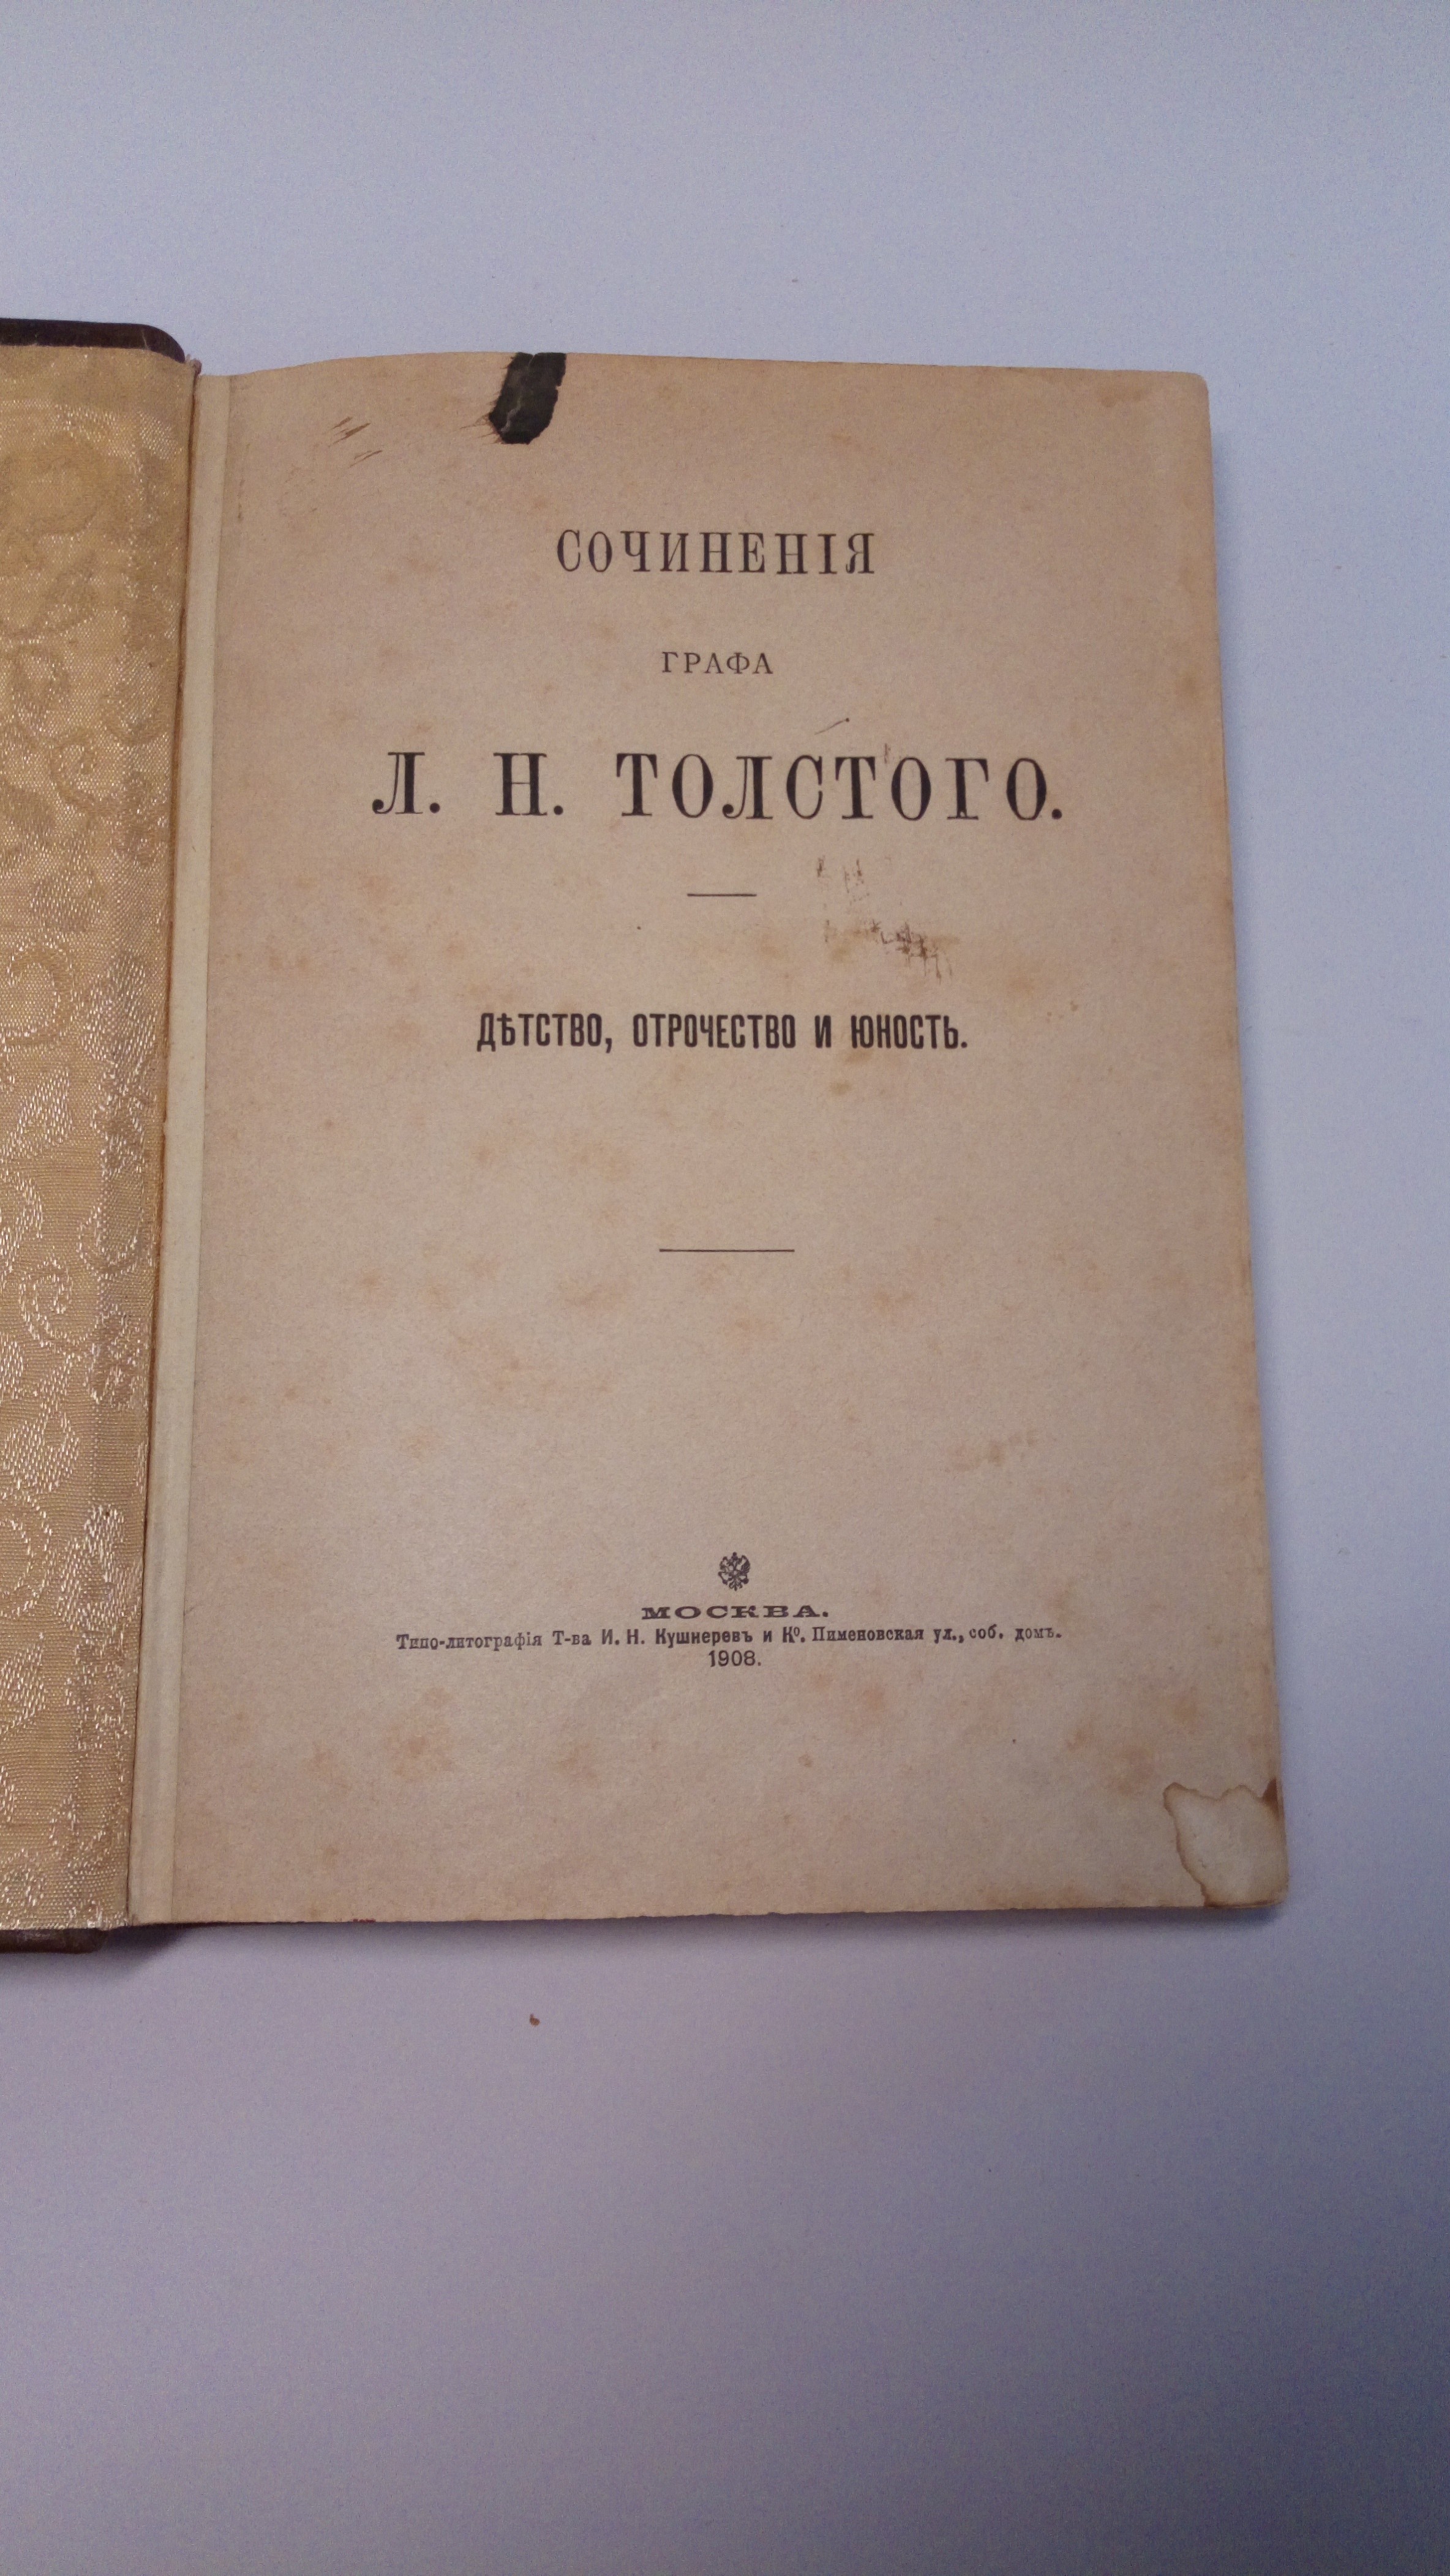 СОЧИНЕНІЯ
ГРАФА
Л. Н. ТОЛСТОГО.
ДѢТСТВО, ОТРОЧЕСТВО И ЮНОСТЬ.
МОСКВА.
Типо-литографія Т-ва И. Н. Кушнеревъ и Кº. Пименовская ул., соб. домъ.
1908.